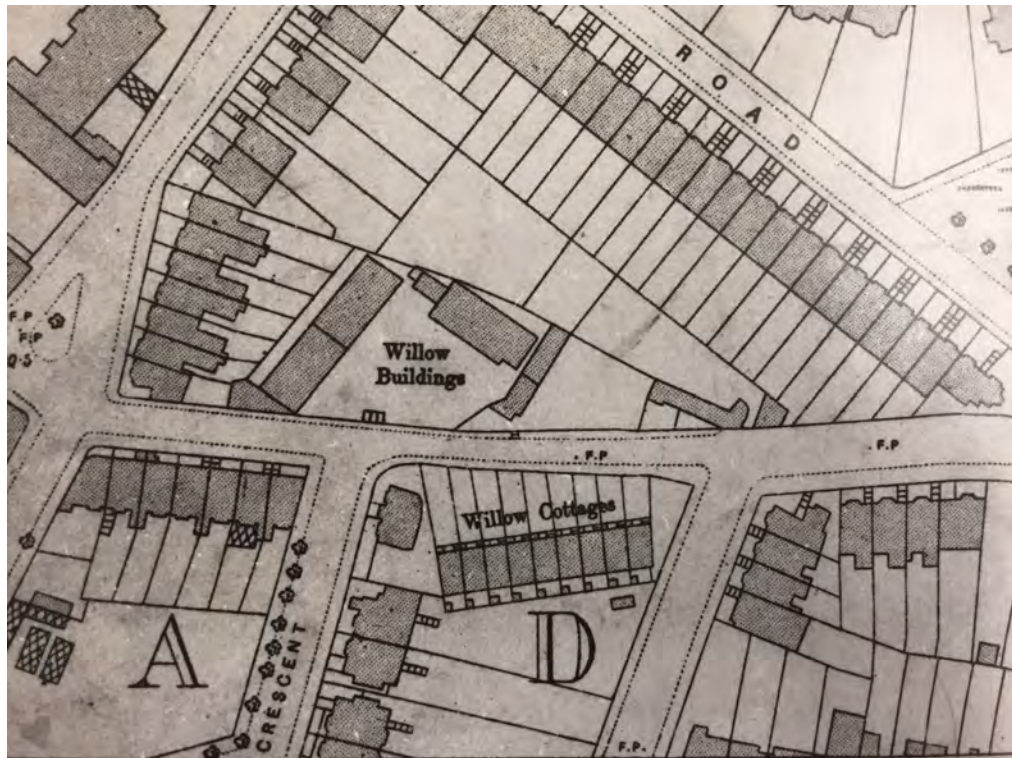 ROAD
F.P
F.P
Q.S
Willow
Buildings
F.P
F.P
Willow Cottages
A
D
CRESCENT
F.P.